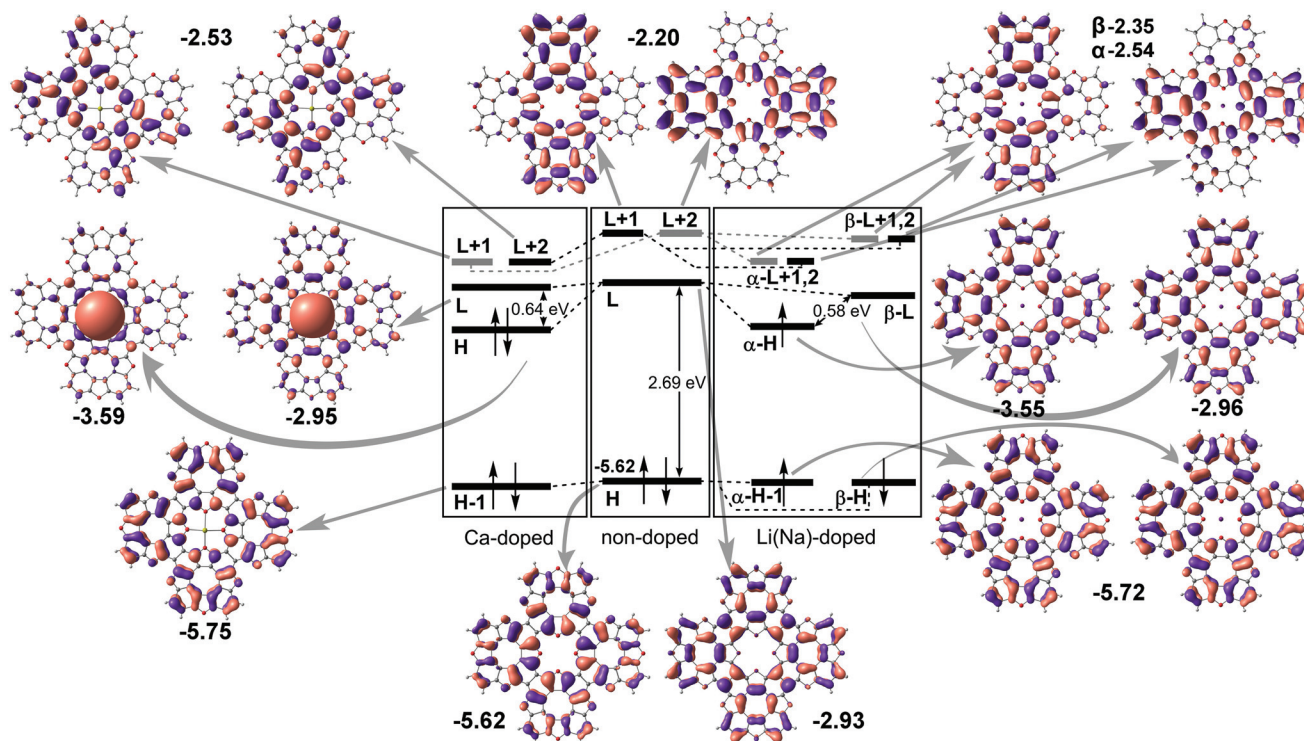 -2.53
-2.20
β-2.35
α-2.54
L+1 L+2
L+1 L+2
β-L+1,2
α-L+1,2
L
0.64 eV
H
L
0.58 eV
β-L
α-H
2.69 eV
-3.59
-2.95
-3.55
-2.96
H-1
-5.62
H
α-H-1
β-H
Ca-doped
non-doped
Li(Na)-doped
-5.75
-5.72
-5.62
-2.93